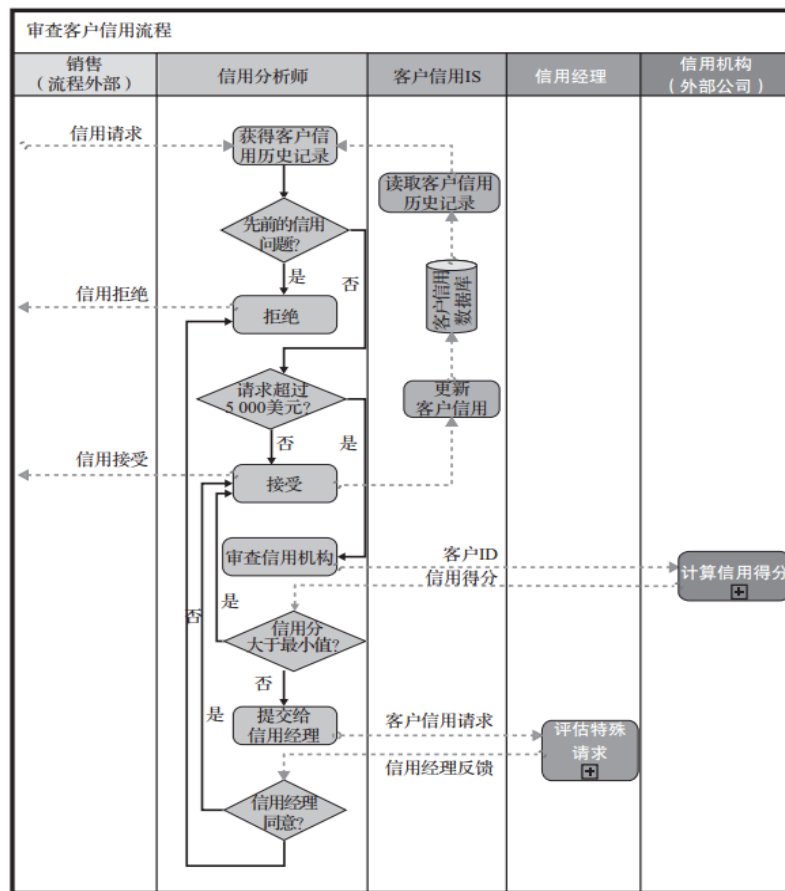 审查客户信用流程
销售
（流程外部）
信用分析师
客户信用IS
信用经理
信用机构
（外部公司）
信用请求
获得客户信
用历史记录
读取客户信用
历史记录
先前的信用
问题?
是
否
信用拒绝
拒绝
客户信用
数据库
请求超过
5 000美元?
更新
客户信用
否
是
信用接受
接受
审查信用机构
客户ID
信用得分
计算信用得分
否
是
信用分
大于最小值?
否
是
提交给
信用经理
客户信用请求
评估特殊
请求
信用经理反馈
信用经理
同意?